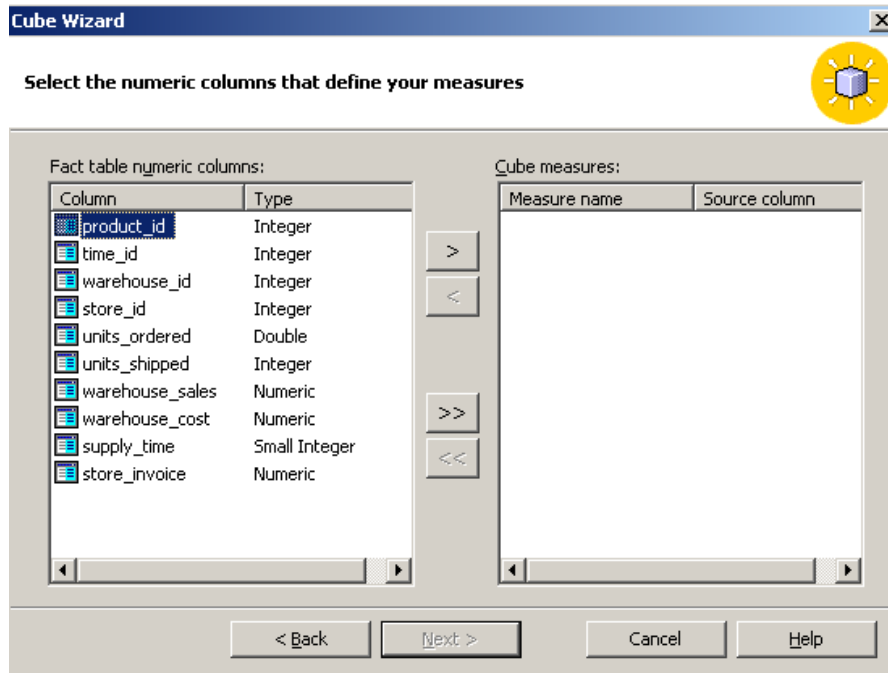 Cube Wizard
Select the numeric columns that define your measures
Fact table numeric columns:
Cube measures:
Column Type
Measure name Source column
product_id Integer
time_id Integer
warehouse_id Integer
store_id Integer
units_ordered Double
units_shipped Integer
warehouse_sales Numeric
warehouse_cost Numeric
supply_time Small Integer
store_invoice Numeric
>
<
>>
<<
< Back Next > Cancel Help